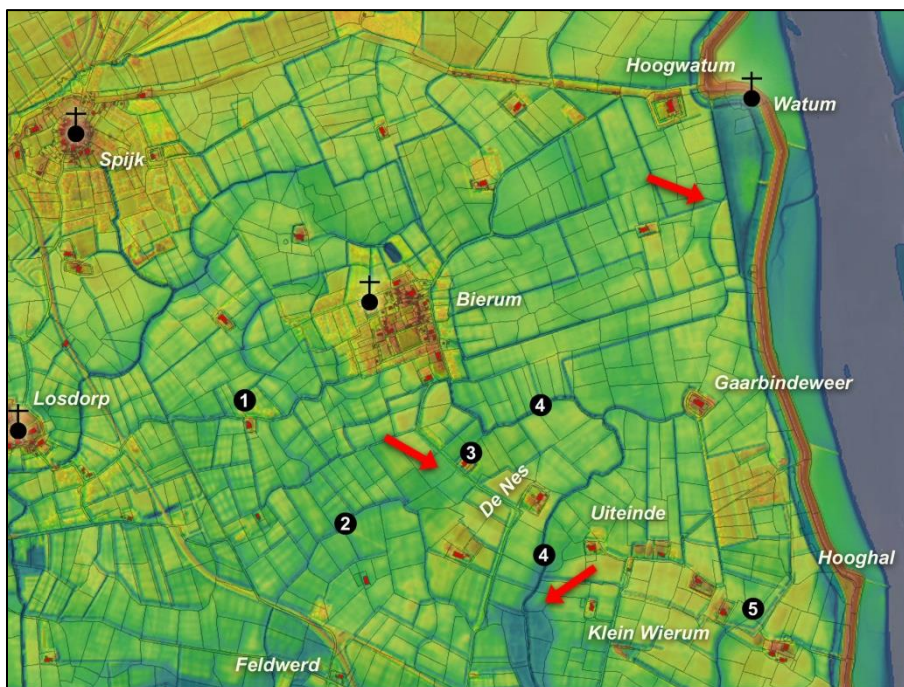 Hoogwatum
Watum
Spijk
Bierum
Losdorp
Gaarbindeweer
1
4
3
De Nes
2
Uiteinde
4
Hooghal
5
Klein Wierum
Feldwerd